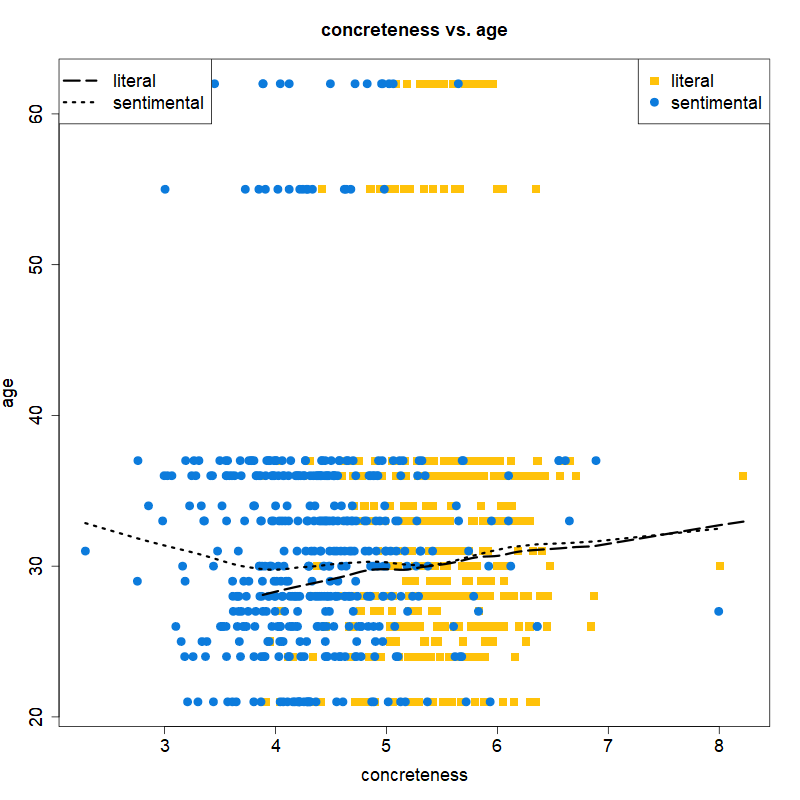 concreteness vs. age
literal
sentimental
literal
sentimental
age
60
50
40
30
20
3 4 5 6 7 8
concreteness